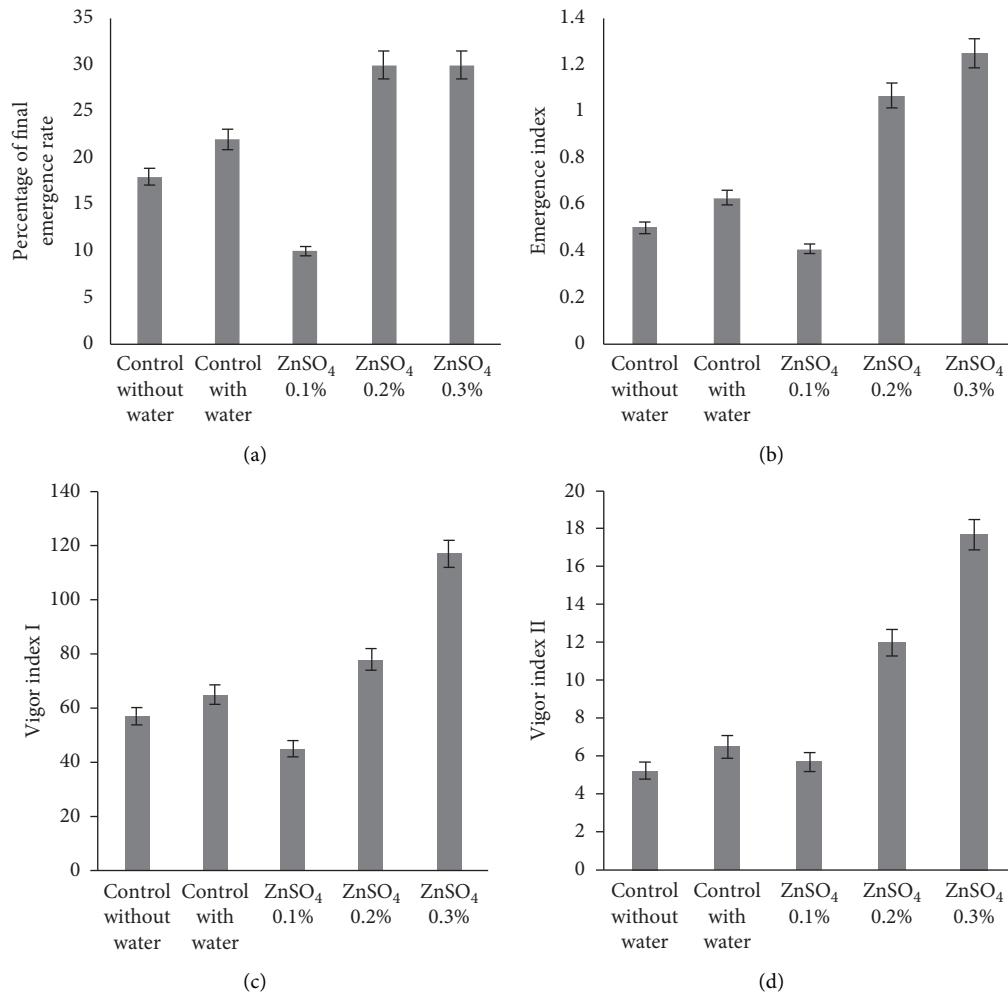 Percentage of final
emergence rate
35
30
25
20
15
10
5
0
Control
without
water
Control
with
water
ZnSO₄
0.1%
ZnSO₄
0.2%
ZnSO₄
0.3%
(a)
Emergence index
1.4
1.2
1
0.8
0.6
0.4
0.2
0
Control
without
water
Control
with
water
ZnSO₄
0.1%
ZnSO₄
0.2%
ZnSO₄
0.3%
(b)
Vigor index I
140
120
100
80
60
40
20
0
Control
without
water
Control
with
water
ZnSO₄
0.1%
ZnSO₄
0.2%
ZnSO₄
0.3%
(c)
Vigor index II
20
18
16
14
12
10
8
6
4
2
0
Control
without
water
Control
with
water
ZnSO₄
0.1%
ZnSO₄
0.2%
ZnSO₄
0.3%
(d)